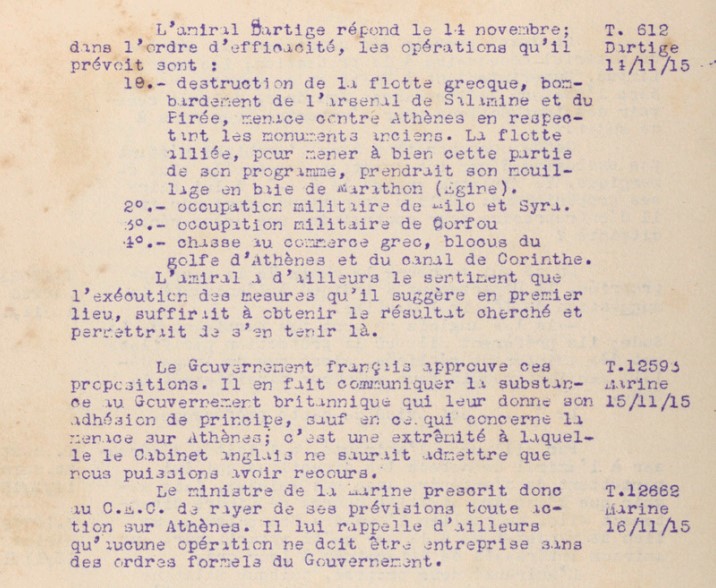 L'amiral Dartige répond le 14 novembre; T. 612
dans l'ordre d'efficacité, les opérations qu'il Dartige
prévoit sont : 14/11/15
1º.- destruction de la flotte grecque, bom-
bardement de l'arsenal de Salamine et du
Pirée, menace contre Athènes en respec-
tant les monuments anciens. La flotte
alliée, pour mener à bien cette partie
de son programme, prendrait son mouil-
lage en baie de Marathon (Egine).
2º.- occupation militaire de Milo et Syra.
3º.- occupation militaire de Corfou
4º.- chasse au commerce grec, blocus du
golfe d'Athènes et du canal de Corinthe.
L'amiral a d'ailleurs le sentiment que
l'exécution des mesures qu'il suggère en premier
lieu, suffirait à obtenir le résultat cherché et
permettrait de s'en tenir là.
Le Gouvernement français approuve ces T.12593
propositions. Il en fait communiquer la substan- Marine
ce au Gouvernement britannique qui leur donne son 15/11/15
adhésion de principe, sauf en ce qui concerne la
menace sur Athènes; c'est une extrêmité à laquel-
le le Cabinet anglais ne saurait admettre que
nous puissions avoir recours.
Le ministre de la Marine prescrit donc T.12662
au C.E.C. de rayer de ses prévisions toute ac- Marine
tion sur Athènes. Il lui rappelle d'ailleurs 16/11/15
qu'aucune opération ne doit être entreprise sans
des ordres formels du Gouvernement.